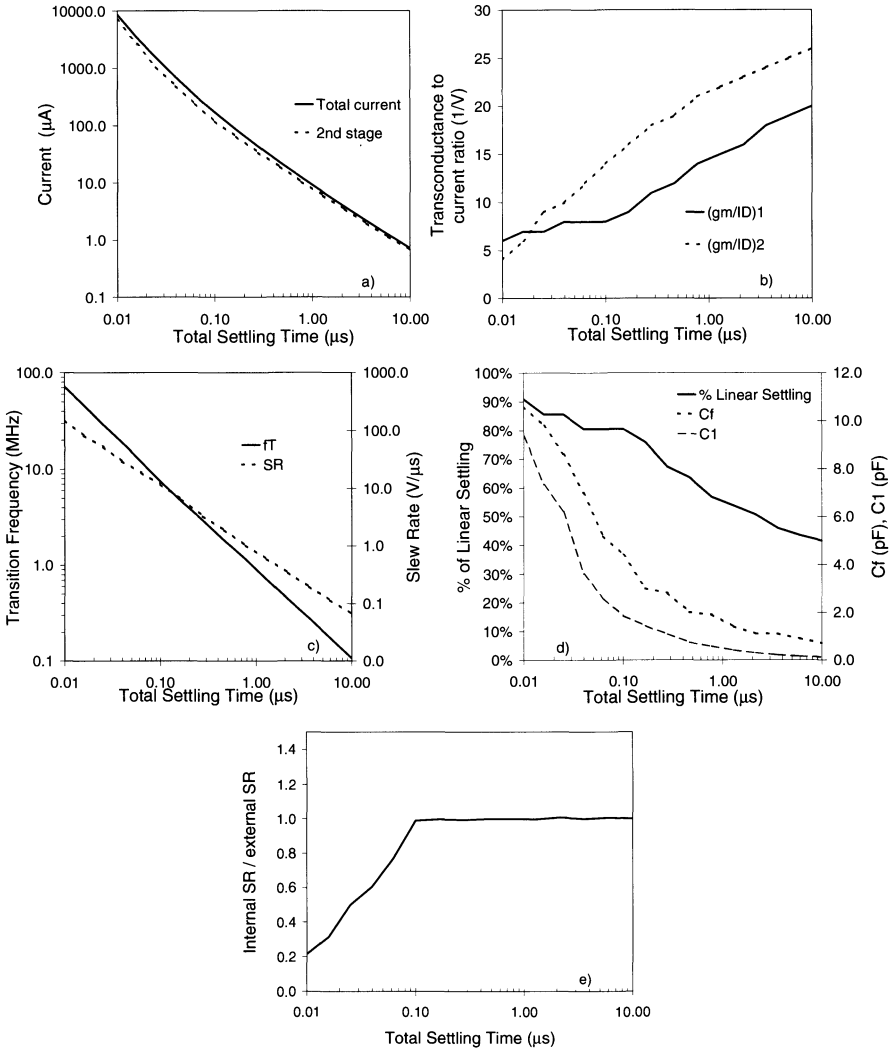 10000.0
1000.0
100.0
10.0
1.0
0.1
Current (µA)
Total current
2nd stage
a)
0.01 0.10 1.00 10.00
Total Settling Time (µs)
30
25
20
15
10
5
0
Transconductance to
current ratio (1/V)
(gm/ID)1
(gm/ID)2
b)
0.01 0.10 1.00 10.00
Total Settling Time (µs)
100.0
10.0
1.0
0.1
Transition Frequency (MHz)
fT
SR
c)
1000.0
100.0
10.0
1.0
0.1
0.0
Slew Rate (V/µs)
0.01 0.10 1.00 10.00
Total Settling Time (µs)
100%
90%
80%
70%
60%
50%
40%
30%
20%
10%
0%
% of Linear Settling
% Linear Settling
Cf
C1
d)
12.0
10.0
8.0
6.0
4.0
2.0
0.0
Cf (pF), C1 (pF)
0.01 0.10 1.00 10.00
Total Settling Time (µs)
1.4
1.2
1.0
0.8
0.6
0.4
0.2
0.0
Internal SR / external SR
e)
0.01 0.10 1.00 10.00
Total Settling Time (µs)